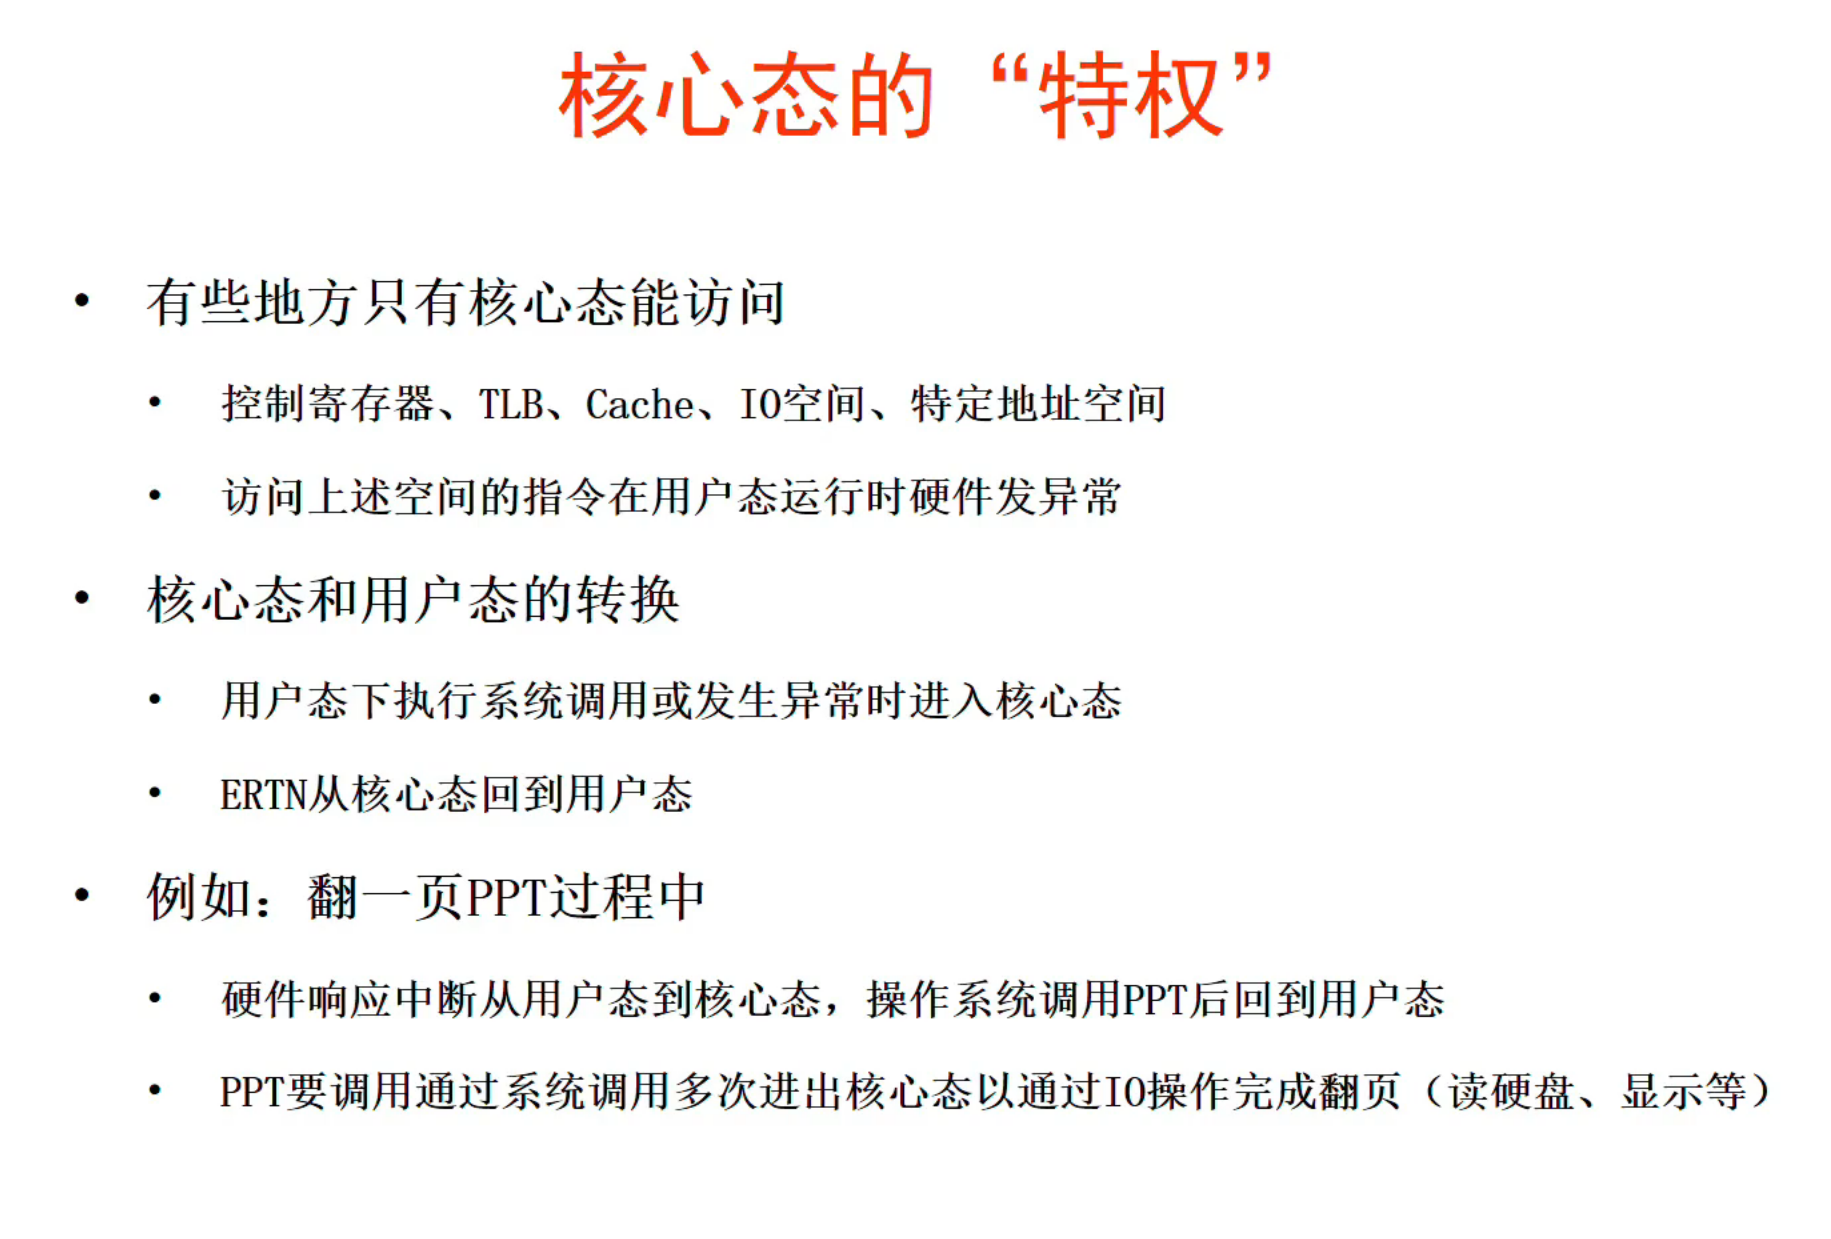 核心态的“特权”
• 有些地方只有核心态能访问
• 控制寄存器、TLB、Cache、IO空间、特定地址空间
• 访问上述空间的指令在用户态运行时硬件发异常
• 核心态和用户态的转换
• 用户态下执行系统调用或发生异常时进入核心态
• ERTN从核心态回到用户态
• 例如：翻一页PPT过程中
• 硬件响应中断从用户态到核心态，操作系统调用PPT后回到用户态
• PPT要调用通过系统调用多次进出核心态以通过IO操作完成翻页（读硬盘、显示等）